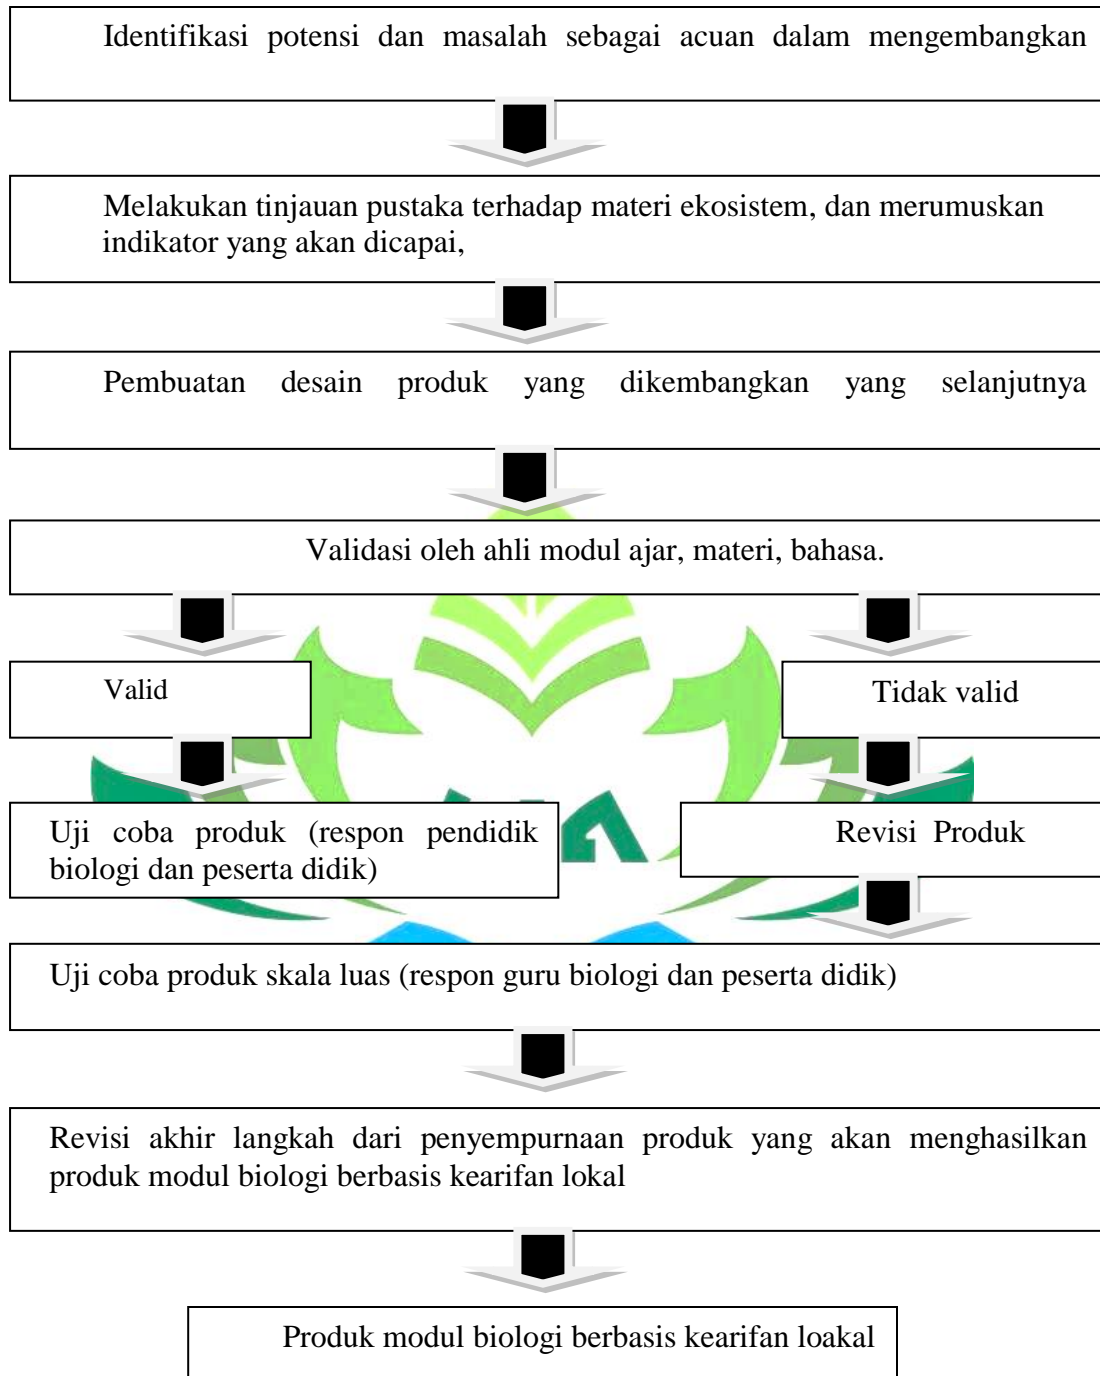 Identifikasi potensi dan masalah sebagai acuan dalam mengembangkan
Melakukan tinjauan pustaka terhadap materi ekosistem, dan merumuskan
indikator yang akan dicapai,
Pembuatan desain produk yang dikembangkan yang selanjutnya
Validasi oleh ahli modul ajar, materi, bahasa.
Valid
Tidak valid
Uji coba produk (respon pendidik
biologi dan peserta didik)
Revisi Produk
Uji coba produk skala luas (respon guru biologi dan peserta didik)
Revisi akhir langkah dari penyempurnaan produk yang akan menghasilkan
produk modul biologi berbasis kearifan lokal
Produk modul biologi berbasis kearifan loakal